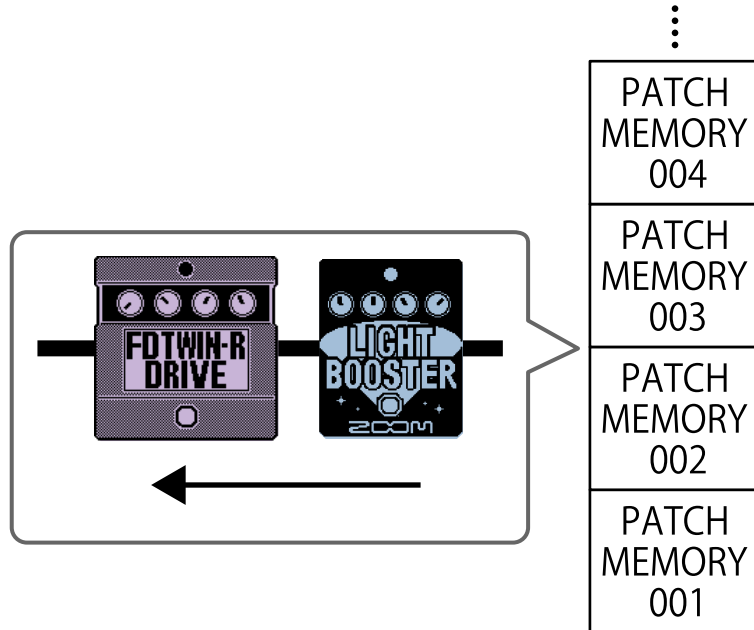 PATCH
MEMORY
004
PATCH
MEMORY
003
FDTWIN-R
DRIVE
LIGHT
BOOSTER
ZOOM
PATCH
MEMORY
002
PATCH
MEMORY
001